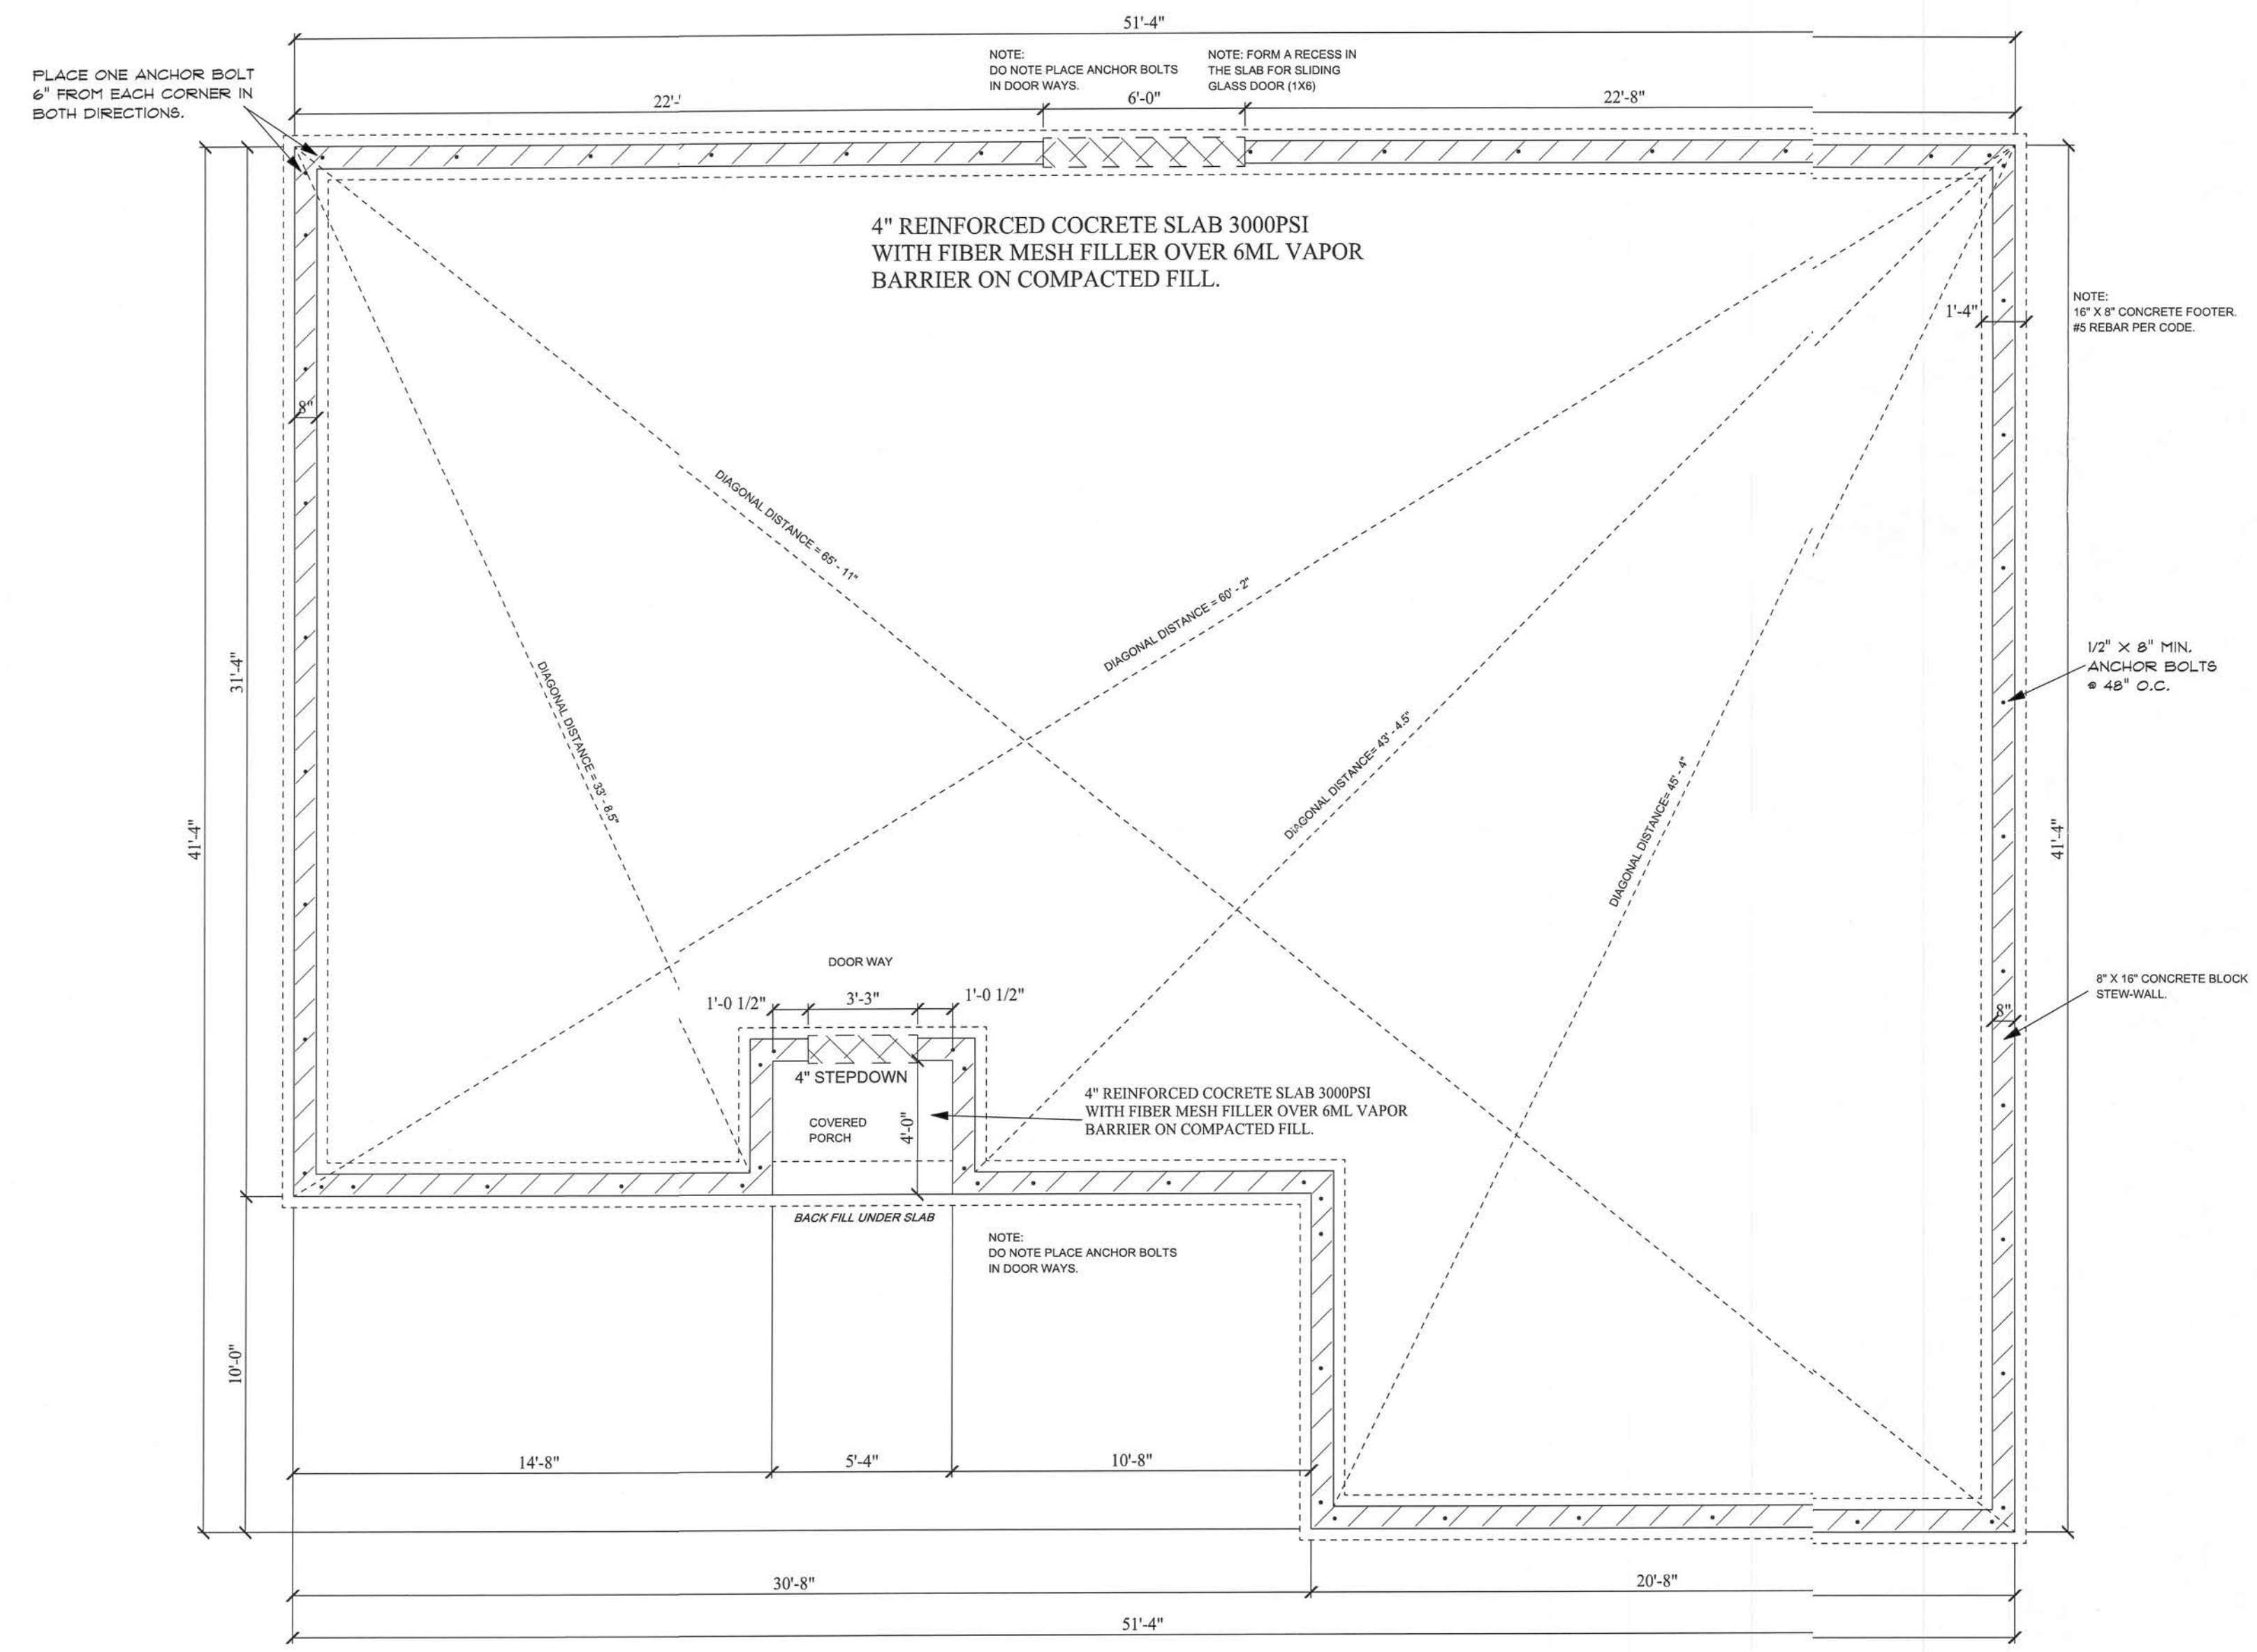 51'-4"
NOTE:
DO NOTE PLACE ANCHOR BOLTS
IN DOOR WAYS.
NOTE: FORM A RECESS IN
THE SLAB FOR SLIDING
GLASS DOOR (1X6)
PLACE ONE ANCHOR BOLT
6" FROM EACH CORNER IN
BOTH DIRECTIONS.
22'-
6'-0"
22'-8"
4" REINFORCED COCRETE SLAB 3000PSI
WITH FIBER MESH FILLER OVER 6ML VAPOR
BARRIER ON COMPACTED FILL.
1'-4"
NOTE:
16" X 8" CONCRETE FOOTER.
#5 REBAR PER CODE.
8"
DIAGONAL DISTANCE = 65' - 11"
DIAGONAL DISTANCE = 60' - 2"
DIAGONAL DISTANCE = 33' - 8.5"
DIAGONAL DISTANCE= 43' - 4.5"
DIAGONAL DISTANCE= 45' - 4"
31'-4"
41'-4"
1/2" X 8" MIN.
ANCHOR BOLTS
@ 48" O.C.
41'-4"
DOOR WAY
1'-0 1/2"
3'-3"
1'-0 1/2"
8" X 16" CONCRETE BLOCK
STEW-WALL.
8"
4" STEPDOWN
COVERED
PORCH
4'-0"
4" REINFORCED COCRETE SLAB 3000PSI
WITH FIBER MESH FILLER OVER 6ML VAPOR
BARRIER ON COMPACTED FILL.
BACK FILL UNDER SLAB
NOTE:
DO NOTE PLACE ANCHOR BOLTS
IN DOOR WAYS.
10'-0"
14'-8"
5'-4"
10'-8"
30'-8"
20'-8"
51'-4"